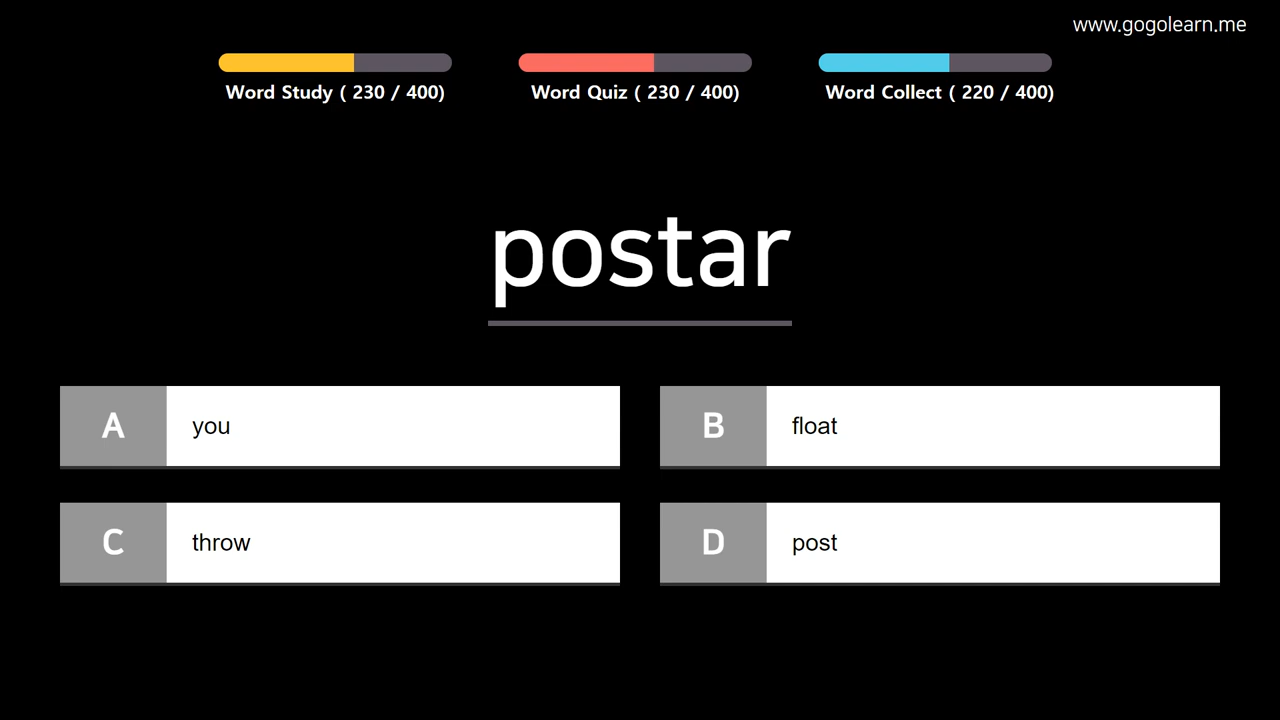 www.gogolearn.me
Word Study ( 230 / 400)
Word Quiz ( 230 / 400)
Word Collect ( 220 / 400)
postar
A
you
B
float
C
throw
D
post